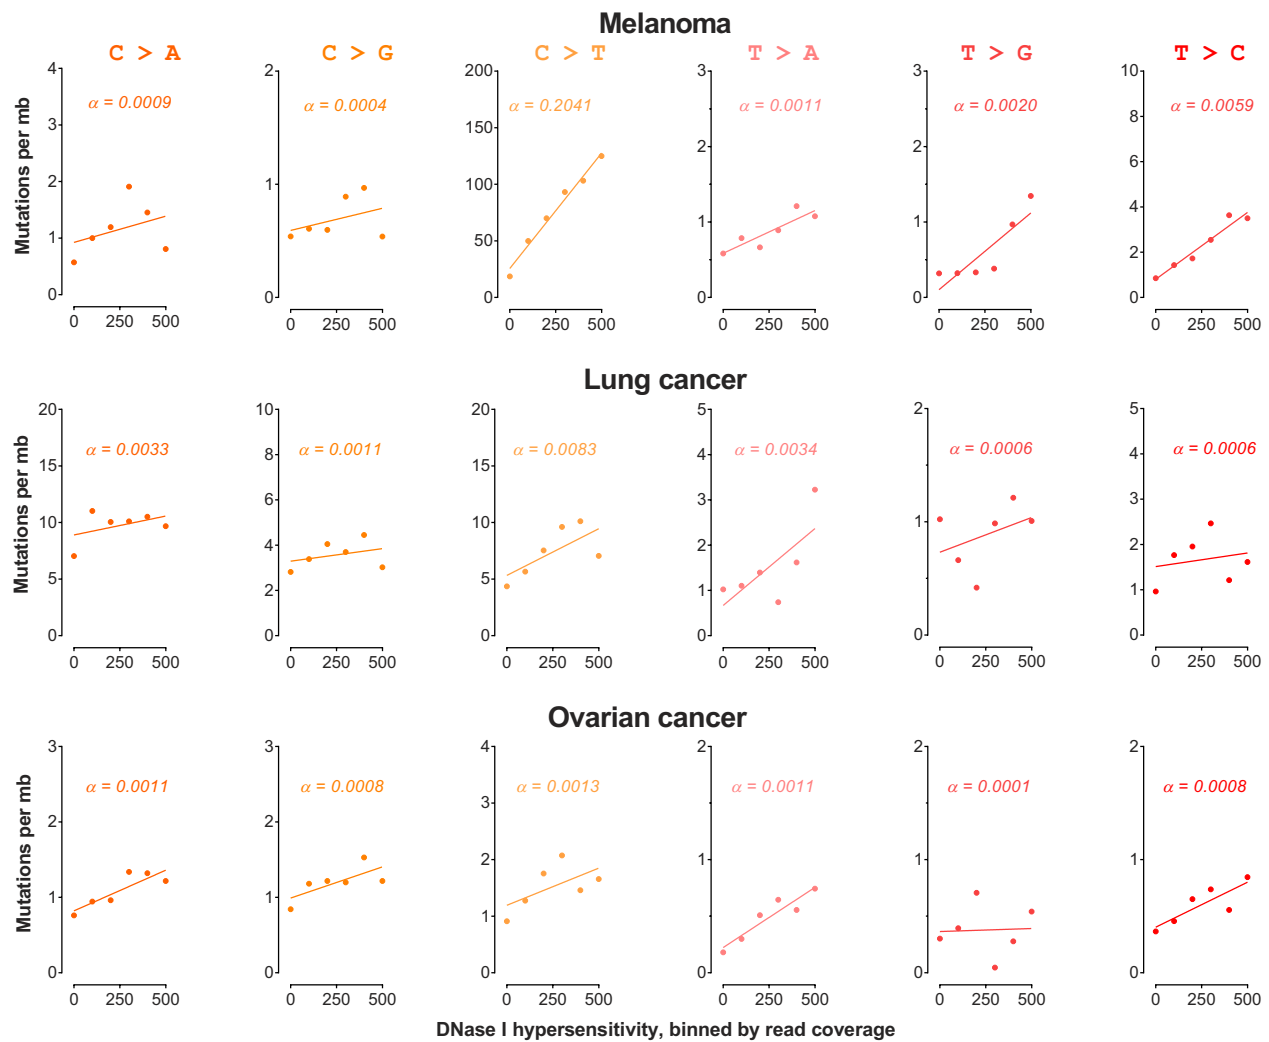 Melanoma
C > A C > G C > T T > A T > G T > C
Mutations per mb
4 3 2 1 0
α = 0.0009
0 250 500
2 1 0
α = 0.0004
0 250 500
200 150 100 50 0
α = 0.2041
0 250 500
3 2 1 0
α = 0.0011
0 250 500
3 2 1 0
α = 0.0020
0 250 500
10 8 6 4 2 0
α = 0.0059
0 250 500
Lung cancer
Mutations per mb
20 15 10 5 0
α = 0.0033
0 250 500
10 8 6 4 2 0
α = 0.0011
0 250 500
20 15 10 5 0
α = 0.0083
0 250 500
5 4 3 2 1 0
α = 0.0034
0 250 500
2 1 0
α = 0.0006
0 250 500
5 4 3 2 1 0
α = 0.0006
0 250 500
Ovarian cancer
Mutations per mb
3 2 1 0
α = 0.0011
0 250 500
3 2 1 0
α = 0.0008
0 250 500
4 3 2 1 0
α = 0.0013
0 250 500
2 1 0
α = 0.0011
0 250 500
2 1 0
α = 0.0001
0 250 500
2 1 0
α = 0.0008
0 250 500
DNase I hypersensitivity, binned by read coverage